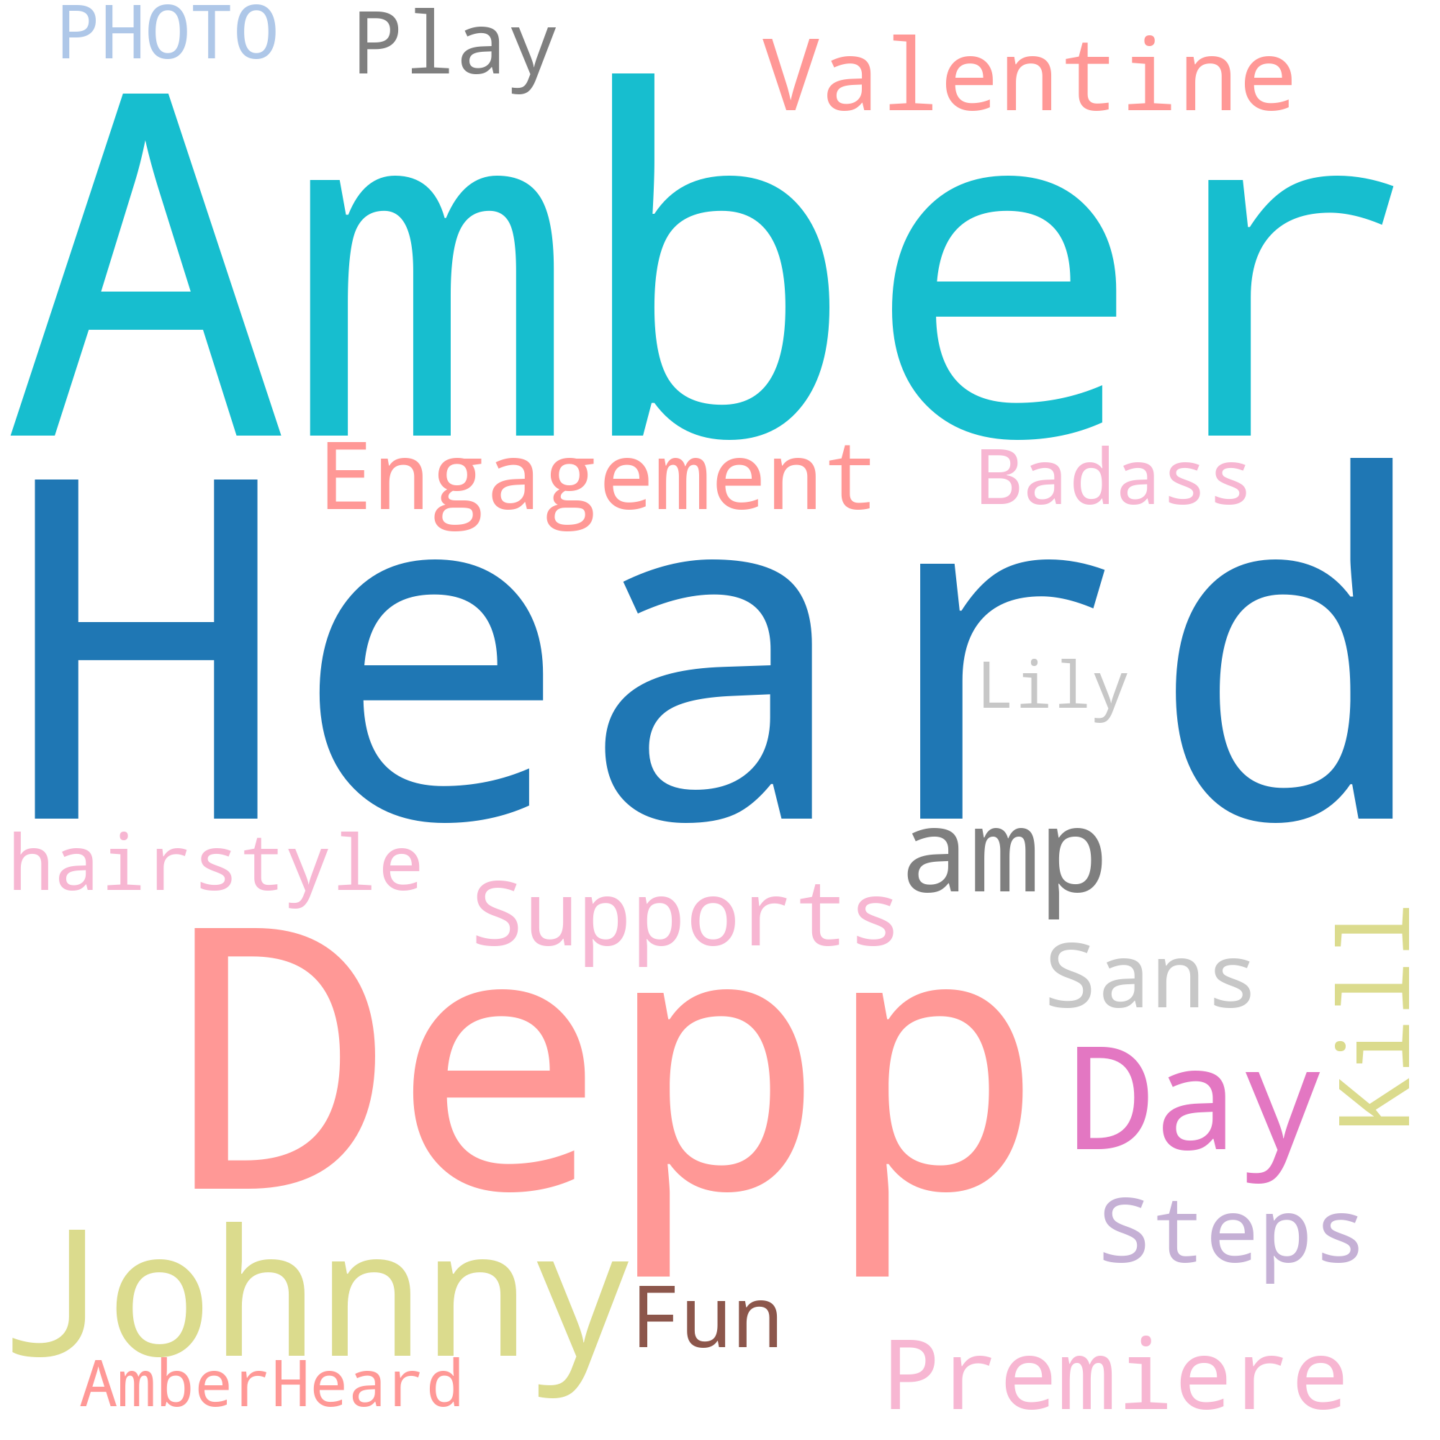 PHOTO
Play
Valentine
Amber
Engagement
Badass
Heard
Lily
hairstyle
amp
Supports
Sans
Kill
Depp
Day
Steps
Johnny
Fun
AmberHeard
Premiere